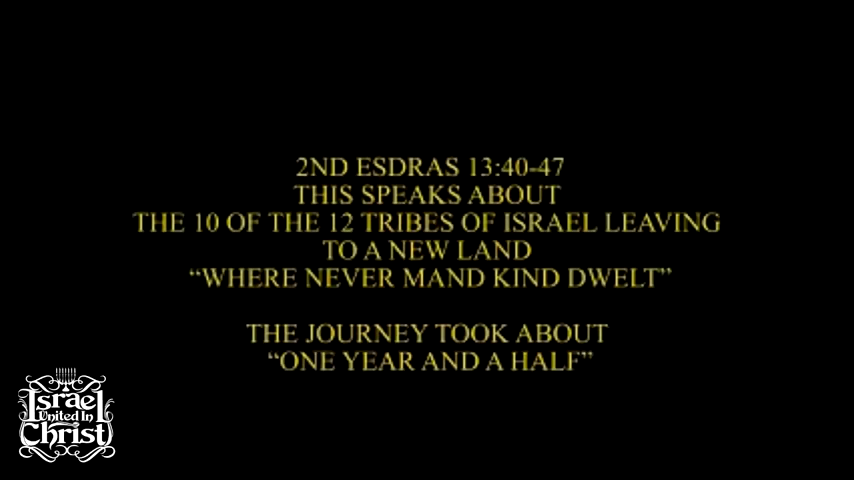 2ND ESDRAS 13:40-47
THIS SPEAKS ABOUT
THE 10 OF THE 12 TRIBES OF ISRAEL LEAVING
TO A NEW LAND
“WHERE NEVER MAND KIND DWELT”
THE JOURNEY TOOK ABOUT
“ONE YEAR AND A HALF”
Israel
United In
Christ